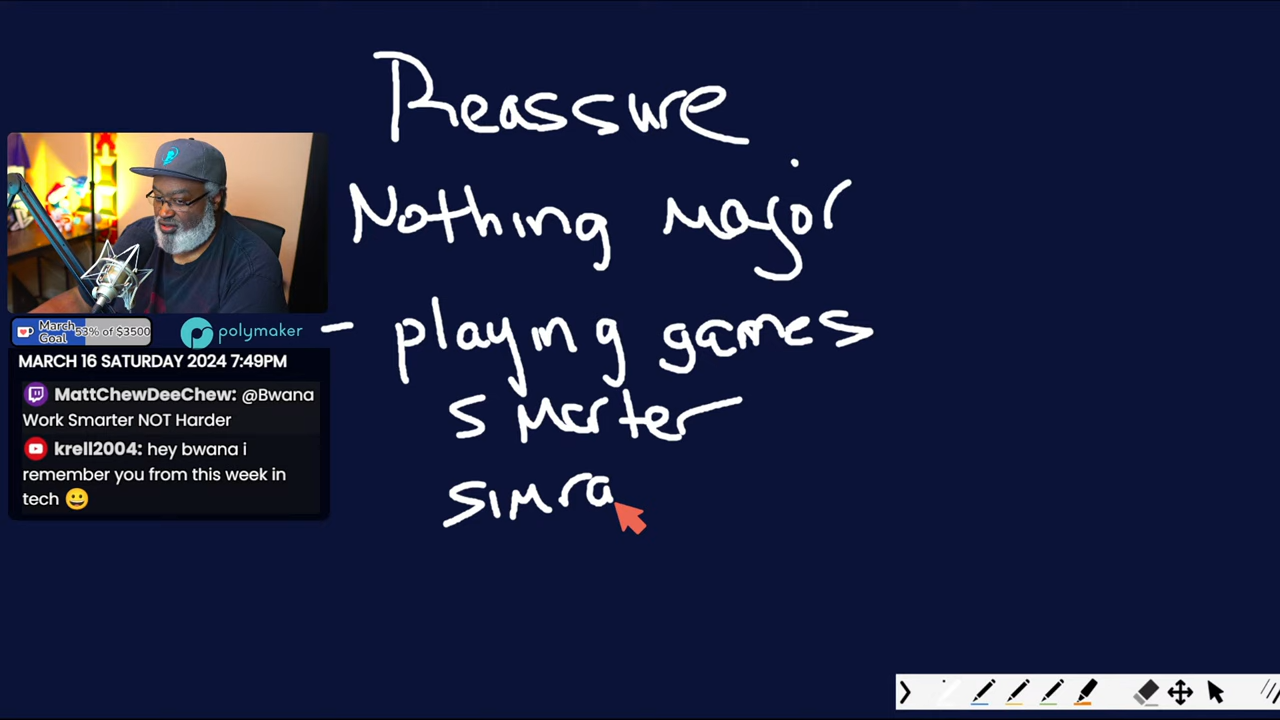 Reassure
Nothing major
- playing games
smarter
simra
March
Goal
53% of $3500
polymaker
MARCH 16 SATURDAY 2024 7:49PM
MattChewDeeChew: @Bwana
Work Smarter NOT Harder
krell2004: hey bwana i
remember you from this week in
tech 😀